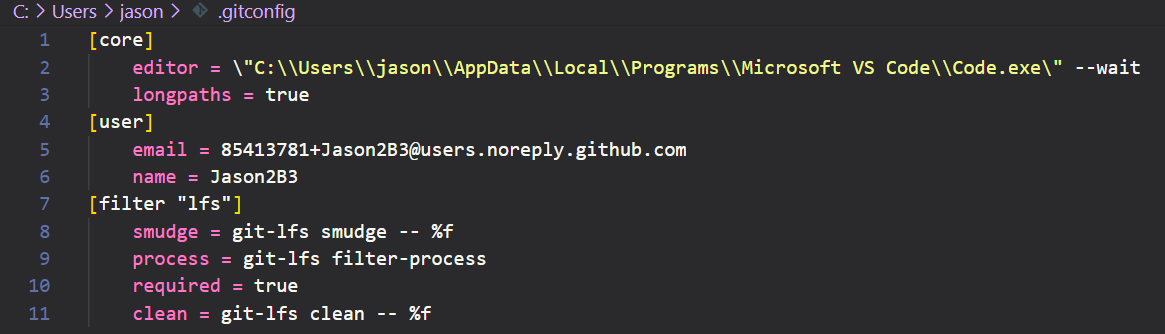 C: > Users > jason > .gitconfig
1 [core]
2 editor = \"C:\\Users\\jason\\AppData\\Local\\Programs\\Microsoft VS Code\\Code.exe\" --wait
3 longpaths = true
4 [user]
5 email = 85413781+Jason2B3@users.noreply.github.com
6 name = Jason2B3
7 [filter "lfs"]
8 smudge = git-lfs smudge -- %f
9 process = git-lfs filter-process
10 required = true
11 clean = git-lfs clean -- %f